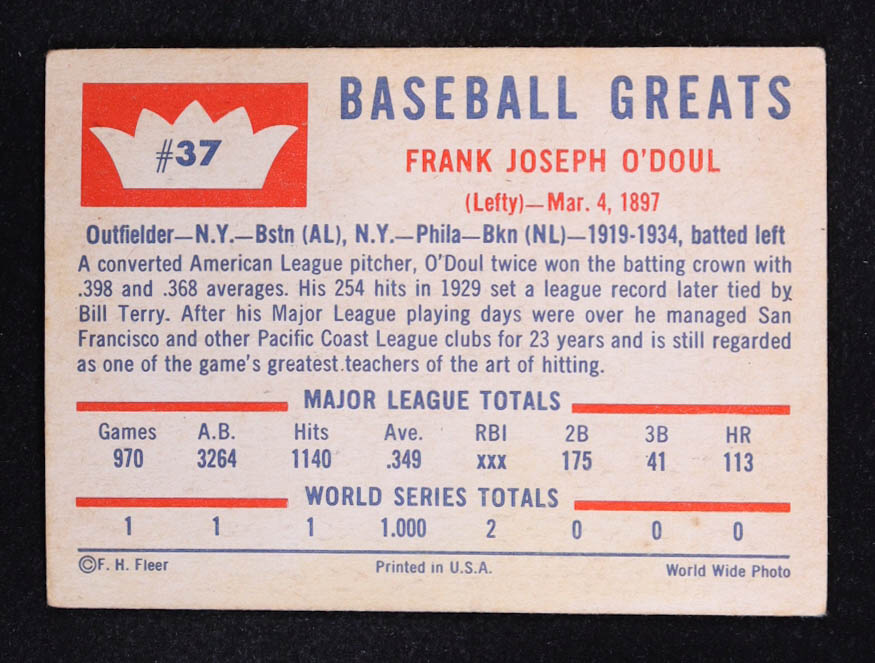 #37
BASEBALL GREATS
FRANK JOSEPH O'DOUL
(Lefty)—Mar. 4, 1897
Outfielder—N.Y.—Bstn (AL), N.Y.—Phila—Bkn (NL)—1919-1934, batted left
A converted American League pitcher, O'Doul twice won the batting crown with
.398 and .368 averages. His 254 hits in 1929 set a league record later tied by
Bill Terry. After his Major League playing days were over he managed San
Francisco and other Pacific Coast League clubs for 23 years and is still regarded
as one of the game's greatest teachers of the art of hitting.
MAJOR LEAGUE TOTALS
Games A.B. Hits Ave. RBI 2B 3B HR
970 3264 1140 .349 xxx 175 41 113
WORLD SERIES TOTALS
1 1 1 1.000 2 0 0 0
©F. H. Fleer Printed in U.S.A. World Wide Photo